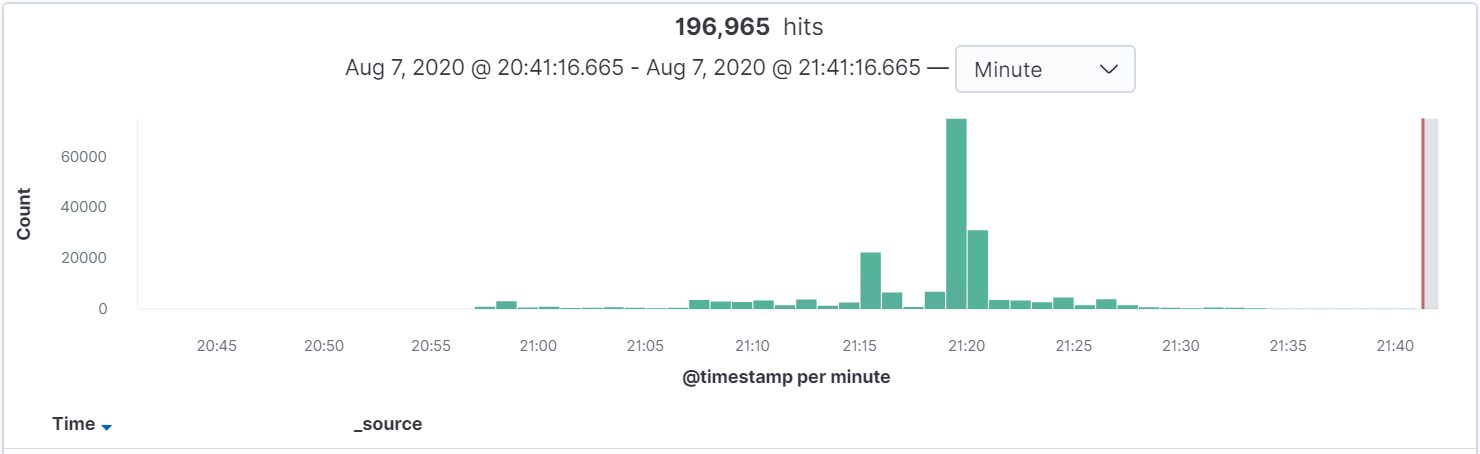 196,965 hits
Aug 7, 2020 @ 20:41:16.665 - Aug 7, 2020 @ 21:41:16.665 — Minute
Count
60000
40000
20000
0
20:45 20:50 20:55 21:00 21:05 21:10 21:15 21:20 21:25 21:30 21:35 21:40
@timestamp per minute
Time _source